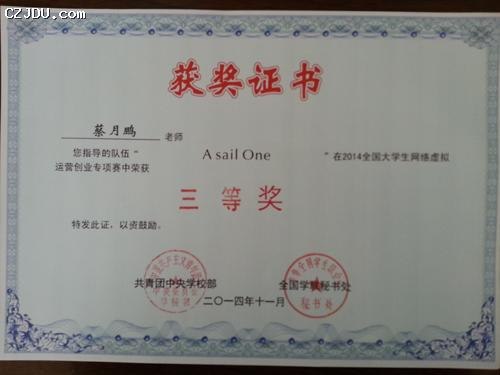 CZJDU.COM
获奖证书
蔡月鹏 老师
您指导的队伍“ A sail One ”在2014全国大学生网络虚拟
运营创业专项赛中荣获
三等奖
特发此证，以资鼓励。
共青团中央学校部 全国学联秘书处
二〇一四年十一月
秘书处